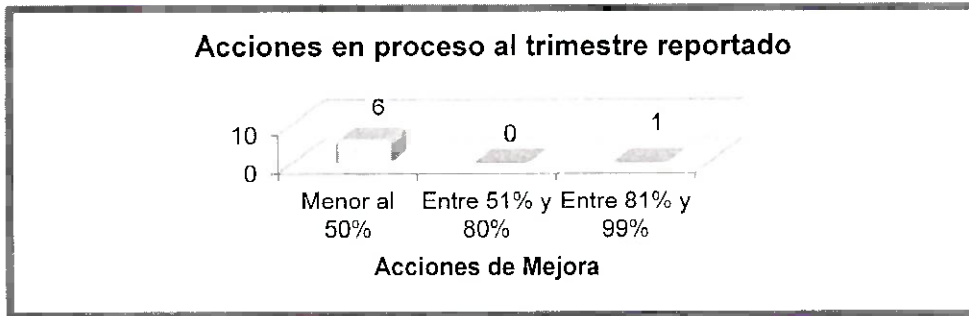 Acciones en proceso al trimestre reportado
6
0
1
10
0
Menor al Entre 51% y Entre 81% y
50% 80% 99%
Acciones de Mejora